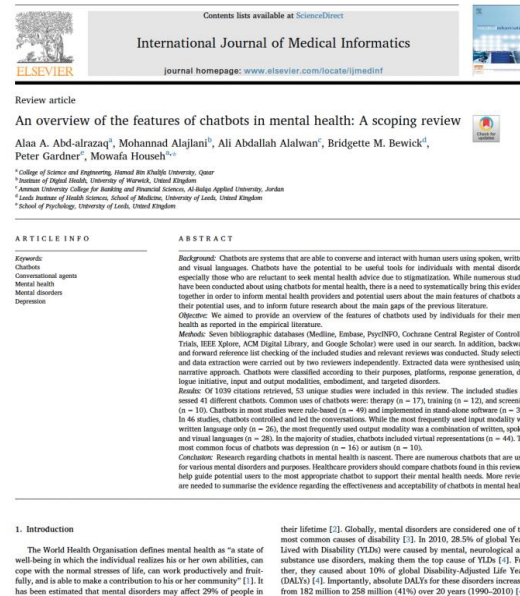 Contents lists available at ScienceDirect
International Journal of Medical Informatics
ELSEVIER
journal homepage: www.elsevier.com/locate/ijmedinf
Review article
An overview of the features of chatbots in mental health: A scoping review
Check for updates
Alaa A. Abd-alrazaqa, Mohannad Alajlanib, Ali Abdallah Alalwanc, Bridgette M. Bewickd,
Peter Gardnere, Mowafa Househa,*
a College of Science and Engineering, Hamad Bin Khalifa University, Qatar
b Institute of Digital Health, University of Warwick, United Kingdom
c Amman University College for Banking and Financial Sciences, Al-Balqa Applied University, Jordan
d Leeds Institute of Health Sciences, School of Medicine, University of Leeds, United Kingdom
e School of Psychology, University of Leeds, United Kingdom
ARTICLE INFO
Keywords:
Chatbots
Conversational agents
Mental health
Mental disorders
Depression
ABSTRACT
Background: Chatbots are systems that are able to converse and interact with human users using spoken, writte
and visual languages. Chatbots have the potential to be useful tools for individuals with mental disorde
especially those who are reluctant to seek mental health advice due to stigmatization. While numerous studi
have been conducted about using chatbots for mental health, there is a need to systematically bring this eviden
together in order to inform mental health providers and potential users about the main features of chatbots a
their potential uses, and to inform future research about the main gaps of the previous literature.
Objective: We aimed to provide an overview of the features of chatbots used by individuals for their men
health as reported in the empirical literature.
Methods: Seven bibliographic databases (Medline, Embase, PsycINFO, Cochrane Central Register of Controll
Trials, IEEE Xplore, ACM Digital Library, and Google Scholar) were used in our search. In addition, backwa
and forward reference list checking of the included studies and relevant reviews was conducted. Study selecti
and data extraction were carried out by two reviewers independently. Extracted data were synthesised using
narrative approach. Chatbots were classified according to their purposes, platforms, response generation, d
logue initiative, input and output modalities, embodiment, and targeted disorders.
Results: Of 1039 citations retrieved, 53 unique studies were included in this review. The included studies
sessed 41 different chatbots. Common uses of chatbots were: therapy (n = 17), training (n = 12), and screeni
(n = 10). Chatbots in most studies were rule-based (n = 49) and implemented in stand-alone software (n = 3
In 46 studies, chatbots controlled and led the conversations. While the most frequently used input modality w
written language only (n = 26), the most frequently used output modality was a combination of written, spok
and visual languages (n = 28). In the majority of studies, chatbots included virtual representations (n = 44). T
most common focus of chatbots was depression (n = 16) or autism (n = 10).
Conclusion: Research regarding chatbots in mental health is nascent. There are numerous chatbots that are us
for various mental disorders and purposes. Healthcare providers should compare chatbots found in this review
help guide potential users to the most appropriate chatbot to support their mental health needs. More review
are needed to summarise the evidence regarding the effectiveness and acceptability of chatbots in mental heal
1. Introduction
The World Health Organisation defines mental health as "a state of
well-being in which the individual realizes his or her own abilities, can
cope with the normal stresses of life, can work productively and fruit-
fully, and is able to make a contribution to his or her community" [1]. It
has been estimated that mental disorders may affect 29% of people in
their lifetime [2]. Globally, mental disorders are considered one of t
most common causes of disability [3]. In 2010, 28.5% of global Yea
Lived with Disability (YLDs) were caused by mental, neurological a
substance use disorders, making them the top cause of YLDs [4]. Fu
ther, they caused about 10% of global Disability-Adjusted Life Yea
(DALYs) [4]. Importantly, absolute DALYs for these disorders increas
from 182 million to 258 million (41%) over 20 years (1990–2010) [